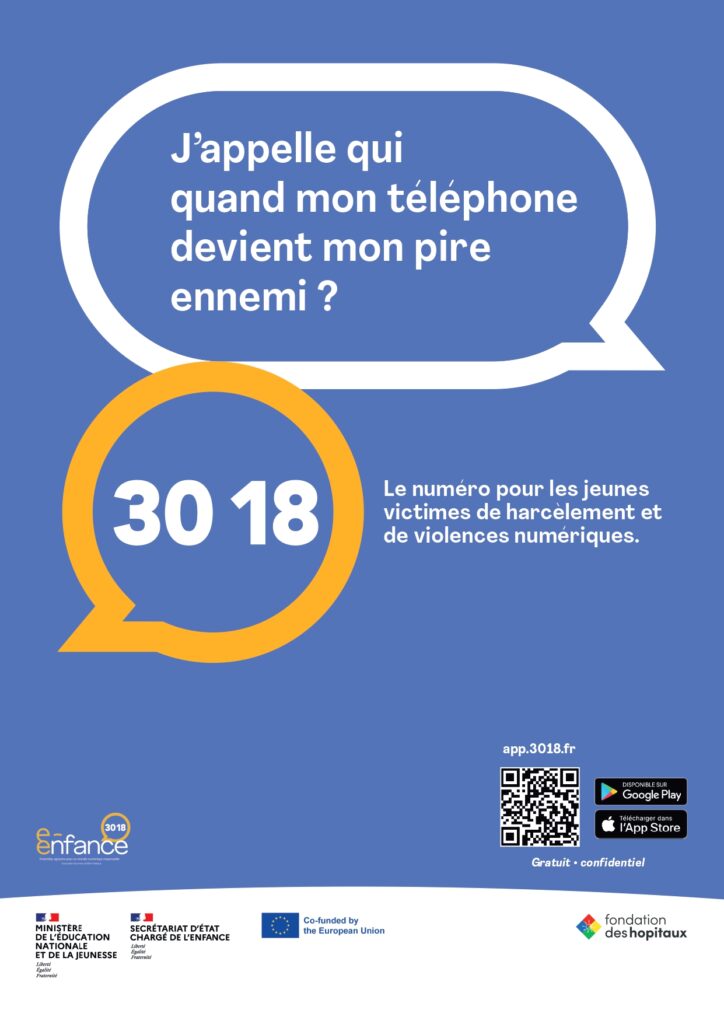 J'appelle qui
quand mon téléphone
devient mon pire
ennemi ?
30 18
Le numéro pour les jeunes
victimes de harcèlement et
de violences numériques.
app.3018.fr
DISPONIBLE SUR
Google Play
Télécharger dans
l'App Store
Gratuit • confidentiel
3018
e-enfance
MINISTÈRE
DE L'ÉDUCATION
NATIONALE
ET DE LA JEUNESSE
Liberté
Égalité
Fraternité
SECRÉTARIAT D'ÉTAT
CHARGÉ DE L'ENFANCE
Liberté
Égalité
Fraternité
Co-funded by
the European Union
fondation
deshopitaux